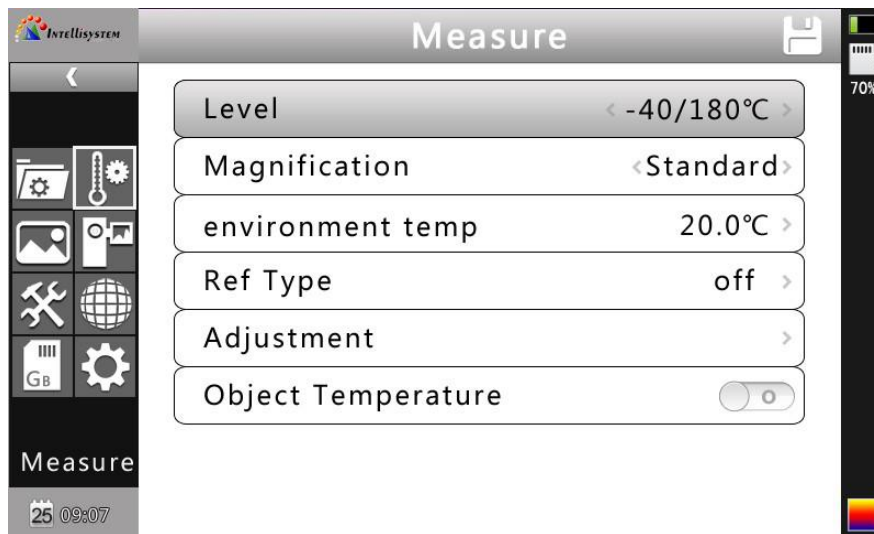 INTELLISYSTEM
Measure
70%
Level -40/180℃
Magnification Standard
environment temp 20.0℃
Ref Type off
Adjustment
Object Temperature O
GB
Measure
25 09:07